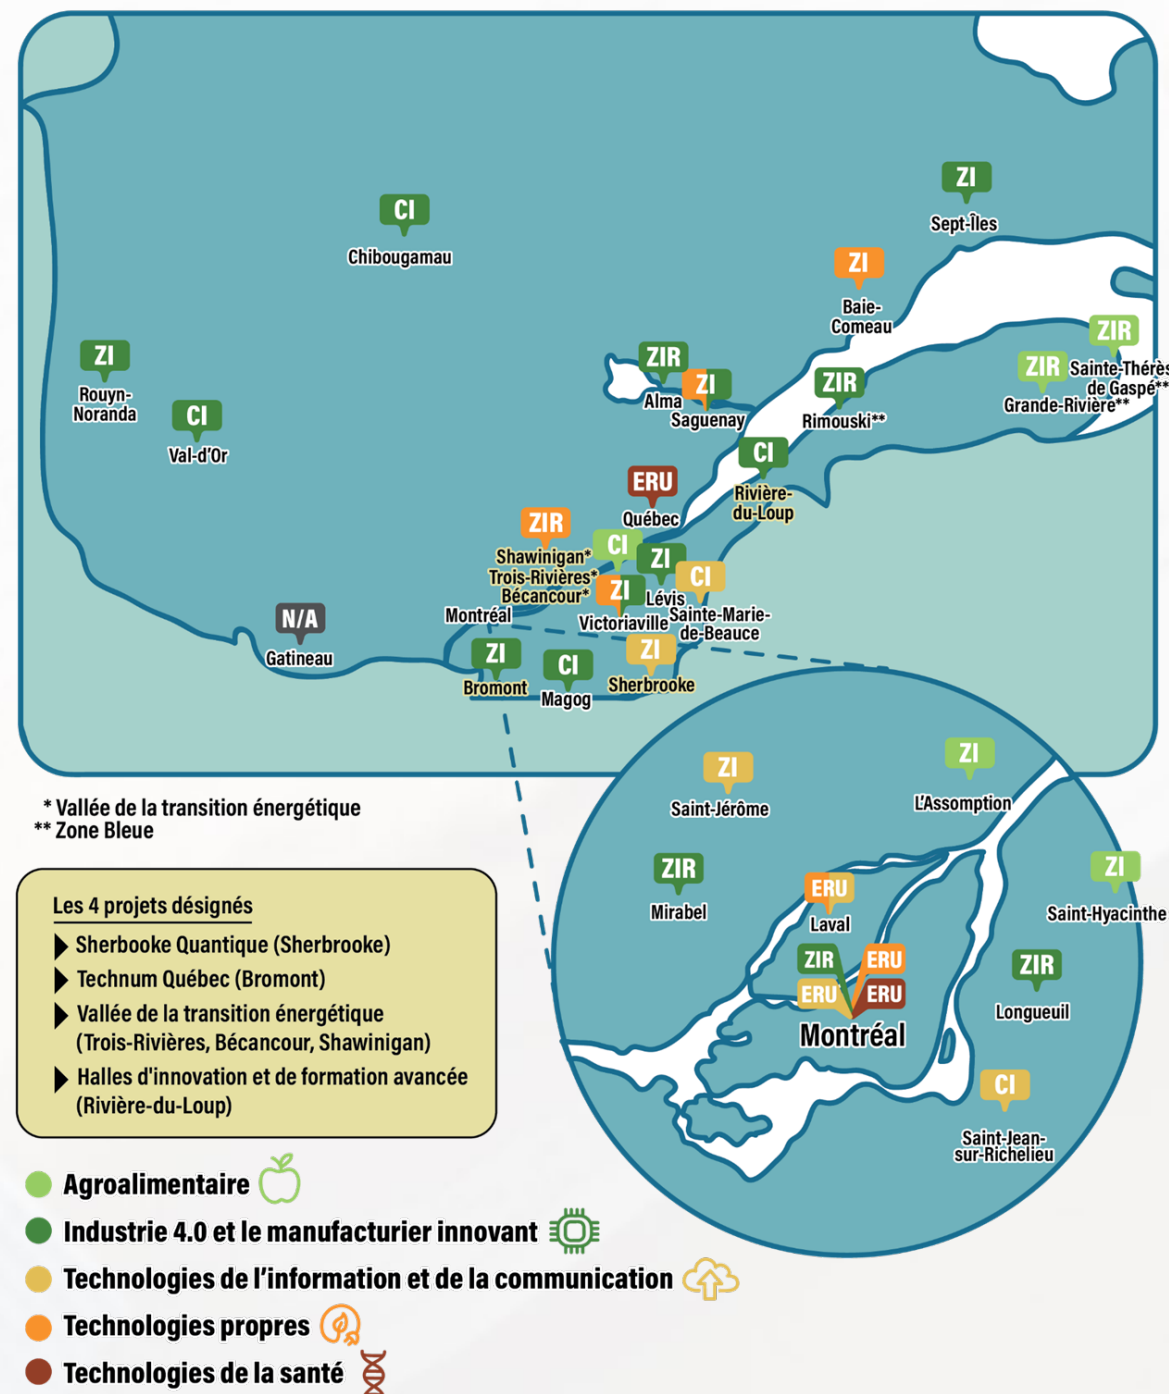 ZI
Sept-Îles
CI
Chibougamau
ZI
Baie-
Comeau
ZIR
Sainte-Thérès
de Gaspé**
ZIR
Grande-Rivière**
ZI
Rouyn-
Noranda
ZIR
Alma
ZI
Saguenay
ZIR
Rimouski**
CI
Val-d'Or
CI
Rivière-
du-Loup
ERU
Québec
ZIR
Shawinigan*
Trois-Rivières*
Bécancour*
CI
ZI
Lévis
CI
Sainte-Marie-
de-Beauce
ZI
Victoriaville
Montréal
N/A
Gatineau
ZI
Bromont
CI
Magog
ZI
Sherbrooke
ZI
Saint-Jérôme
ZI
L'Assomption
ZIR
Mirabel
ERU
Laval
ZI
Saint-Hyacinthe
ZIR
ERU
ERU
ERU
Montréal
ZIR
Longueuil
CI
Saint-Jean-
sur-Richelieu
* Vallée de la transition énergétique
** Zone Bleue
Les 4 projets désignés
Sherbooke Quantique (Sherbrooke)
Technum Québec (Bromont)
Vallée de la transition énergétique
(Trois-Rivières, Bécancour, Shawinigan)
Halles d'innovation et de formation avancée
(Rivière-du-Loup)
Agroalimentaire
Industrie 4.0 et le manufacturier innovant
Technologies de l'information et de la communication
Technologies propres
Technologies de la santé